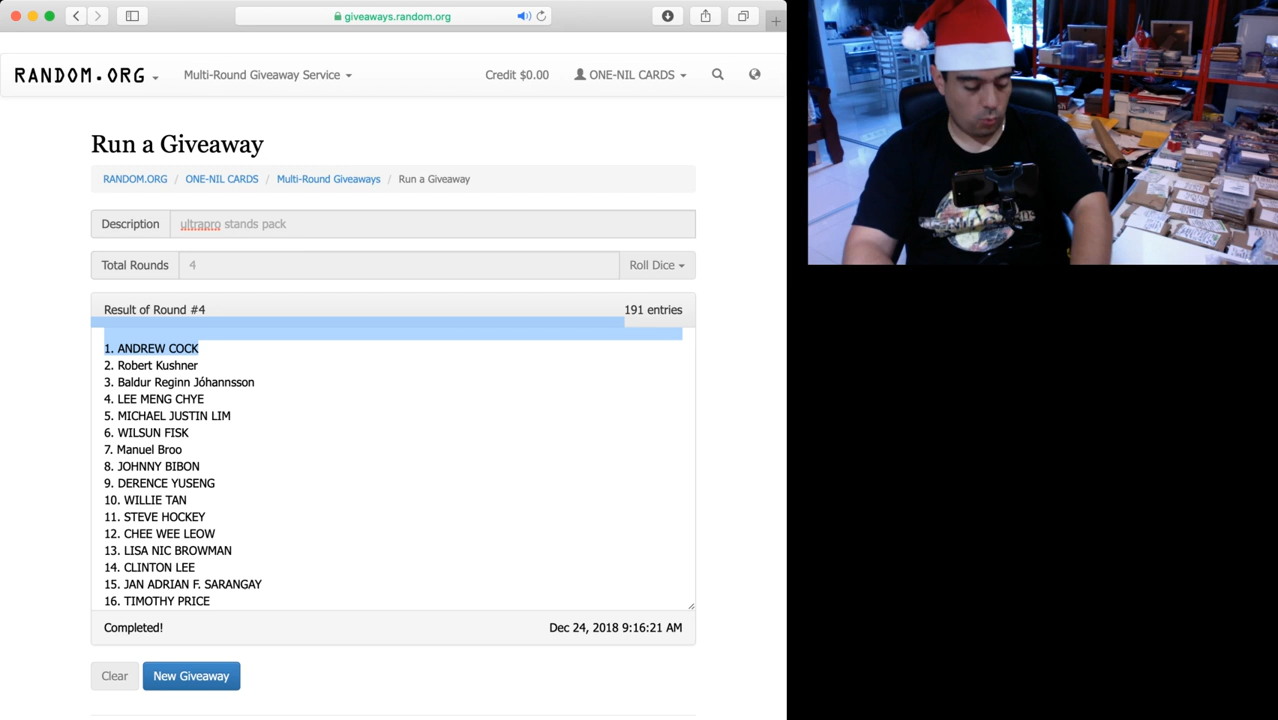 giveaways.random.org
RANDOM.ORG
Multi-Round Giveaway Service
Credit $0.00
ONE-NIL CARDS
Run a Giveaway
RANDOM.ORG / ONE-NIL CARDS / Multi-Round Giveaways / Run a Giveaway
Description ultrapro stands pack
Total Rounds 4 Roll Dice
Result of Round #4 191 entries
1. ANDREW COCK
2. Robert Kushner
3. Baldur Reginn Jóhannsson
4. LEE MENG CHYE
5. MICHAEL JUSTIN LIM
6. WILSUN FISK
7. Manuel Broo
8. JOHNNY BIBON
9. DERENCE YUSENG
10. WILLIE TAN
11. STEVE HOCKEY
12. CHEE WEE LEOW
13. LISA NIC BROWMAN
14. CLINTON LEE
15. JAN ADRIAN F. SARANGAY
16. TIMOTHY PRICE
Completed! Dec 24, 2018 9:16:21 AM
Clear New Giveaway